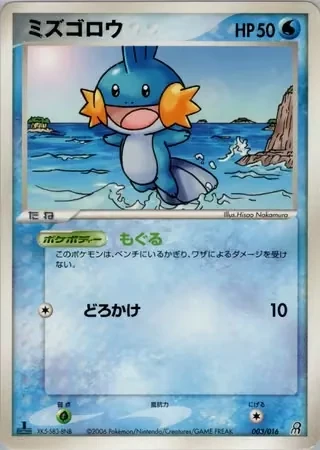 ミズゴロウ HP50
たね
Illus.Hisao Nakamura
ポケボディー もぐる
このポケモンは、ベンチにいるかぎり、ワザによるダメージを受け
ない。
どろかけ 10
弱点 抵抗力 にげる
1
©2006 Pokémon/Nintendo/Creatures/GAME FREAK. 003/016